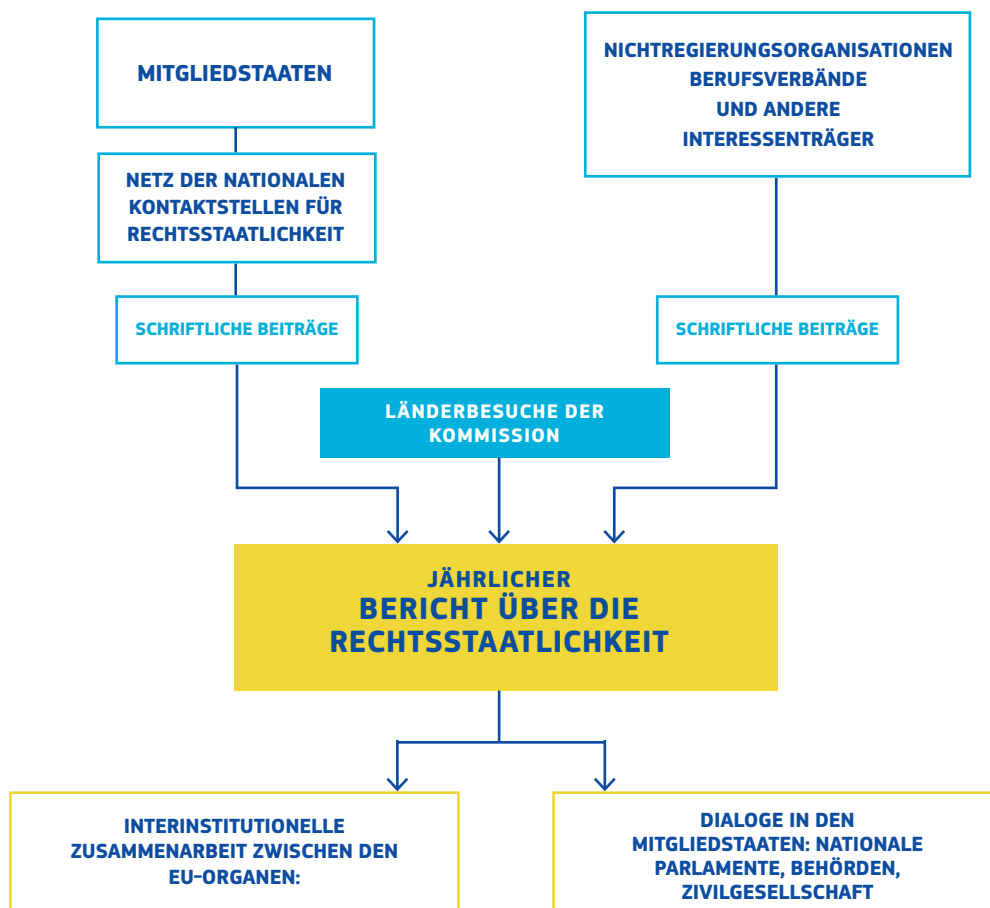 MITGLIEDSTAATEN
NICHTREGIERUNGSORGANISATIONEN
BERUFSVERBÄNDE
UND ANDERE
INTERESSENTRÄGER
NETZ DER NATIONALEN
KONTAKTSTELLEN FÜR
RECHTSSTAATLICHKEIT
SCHRIFTLICHE BEITRÄGE
SCHRIFTLICHE BEITRÄGE
LÄNDERBESUCHE DER
KOMMISSION
JÄHRLICHER
BERICHT ÜBER DIE
RECHTSSTAATLICHKEIT
INTERINSTITUTIONELLE
ZUSAMMENARBEIT ZWISCHEN DEN
EU-ORGANEN:
DIALOGE IN DEN
MITGLIEDSTAATEN: NATIONALE
PARLAMENTE, BEHÖRDEN,
ZIVILGESELLSCHAFT